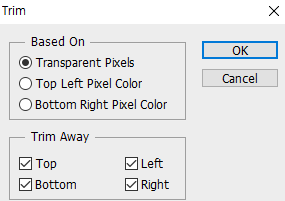 Trim
Based On
Transparent Pixels
Top Left Pixel Color
Bottom Right Pixel Color
OK
Cancel
Trim Away
Top Left
Bottom Right